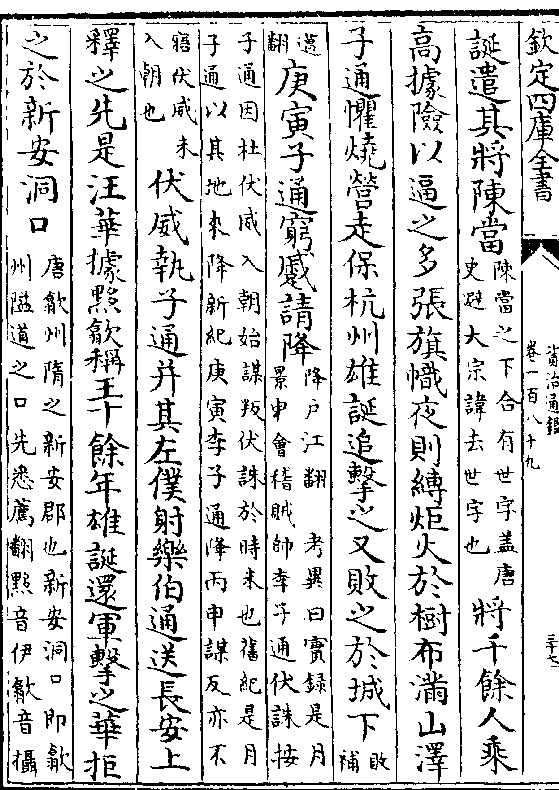 欽定四庫全書
資治通鑑
卷一百八十九
三十七
誕遣其將陳當
陳當之下合有世字蓋唐
史避太宗諱去世字也
將千餘人乘
高據險以逼之多張旗幟夜則縛炬火於樹布滿山澤
子通懼燒營走保杭州雄誕追擊之又敗之於城下
敗補
邁翻
庚寅子通窮蹙請降
降户江翻 考異曰實錄是月
景申會稽賊帥李子通伏誅按
子通因杜伏威入朝始謀叛伏誅於時未也舊紀是月
子通以其地來降新紀庚寅李子通降丙申謀反亦不
寤伏威未
入朝也
伏威執子通并其左僕射樂伯通送長安上
釋之先是汪華據黟歙稱王十餘年雄誕還軍擊之華拒
之於新安洞口
唐歙州隋之新安郡也新安洞口即歙
州隘道之口先悉薦翻黟音伊歙音攝